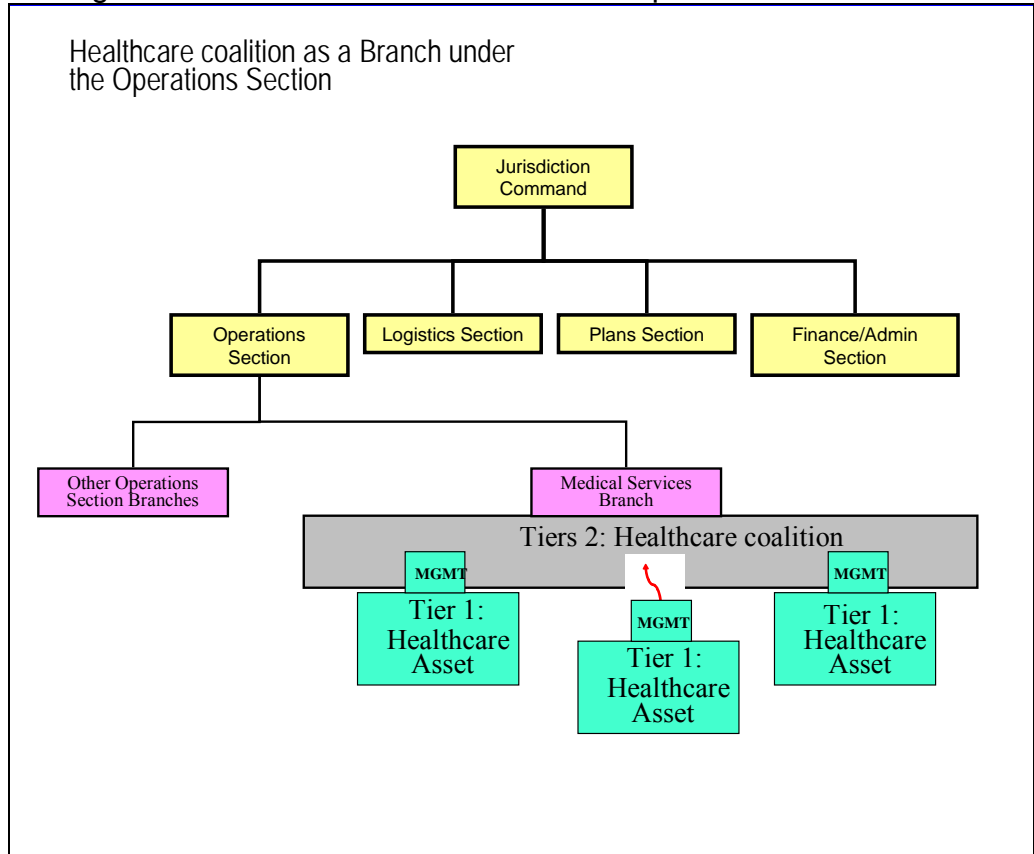 Healthcare coalition as a Branch under
the Operations Section
Jurisdiction
Command
Operations
Section
Logistics Section
Plans Section
Finance/Admin
Section
Other Operations
Section Branches
Medical Services
Branch
Tiers 2: Healthcare coalition
MGMT
Tier 1:
Healthcare
Asset
MGMT
Tier 1:
Healthcare
Asset
MGMT
Tier 1:
Healthcare
Asset